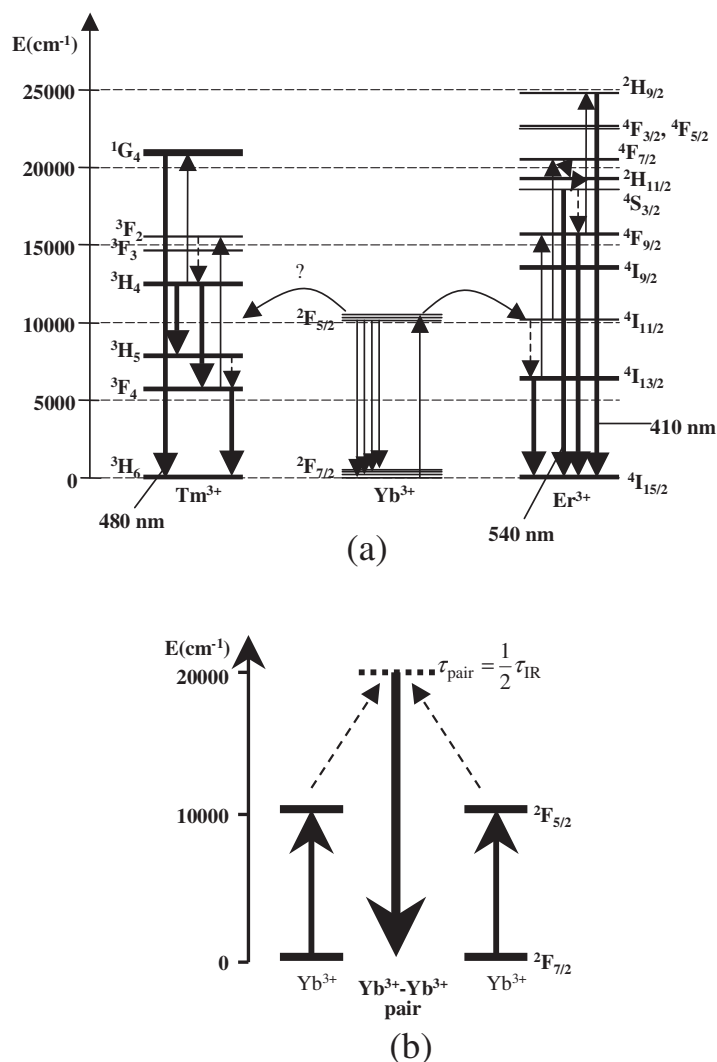 E(cm⁻¹)
25000
20000
15000
10000
5000
0
¹G₄
³F₂
³F₃
³H₄
³H₅
³F₄
³H₆
Tm³⁺
480 nm
?
²F₅/₂
²F₇/₂
Yb³⁺
²H₉/₂
⁴F₃/₂, ⁴F₅/₂
⁴F₇/₂
²H₁₁/₂
⁴S₃/₂
⁴F₉/₂
⁴I₉/₂
⁴I₁₁/₂
⁴I₁₃/₂
410 nm
⁴I₁₅/₂
Er³⁺
540 nm
(a)
E(cm⁻¹)
20000
10000
0
τpair = 1/2 τIR
²F₅/₂
²F₇/₂
Yb³⁺
Yb³⁺-Yb³⁺
pair
Yb³⁺
(b)